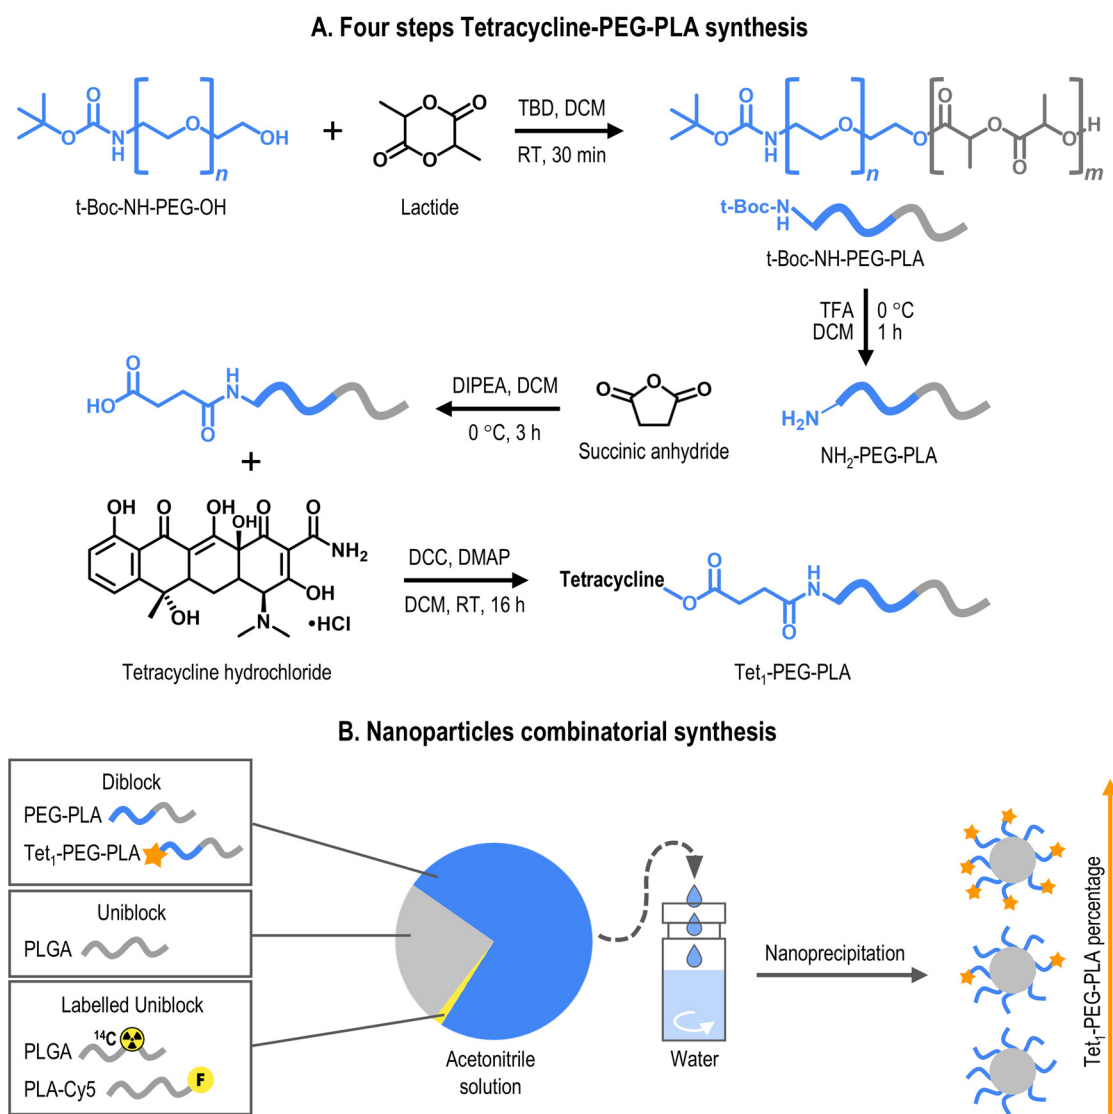 A. Four steps Tetracycline-PEG-PLA synthesis
O
O
N
H
O
n
OH
t-Boc-NH-PEG-OH
+
O
O
O
O
Lactide
TBD, DCM
RT, 30 min
O
O
N
H
O
n
O
O
O
O
O
H
m
t-Boc-N
H
t-Boc-NH-PEG-PLA
TFA
DCM
0 °C
1 h
H2N
NH2-PEG-PLA
O
O
O
Succinic anhydride
DIPEA, DCM
0 °C, 3 h
O
HO
O
H
N
+
OH
O
OH
OH
O
O
NH2
OH
N
OH
•HCl
Tetracycline hydrochloride
DCC, DMAP
DCM, RT, 16 h
Tetracycline
O
O
O
H
N
Tet1-PEG-PLA
B. Nanoparticles combinatorial synthesis
Diblock
PEG-PLA
Tet1-PEG-PLA
Uniblock
PLGA
Labelled Uniblock
14C
PLGA
PLA-Cy5
F
Acetonitrile
solution
Water
Nanoprecipitation
Tet1-PEG-PLA percentage